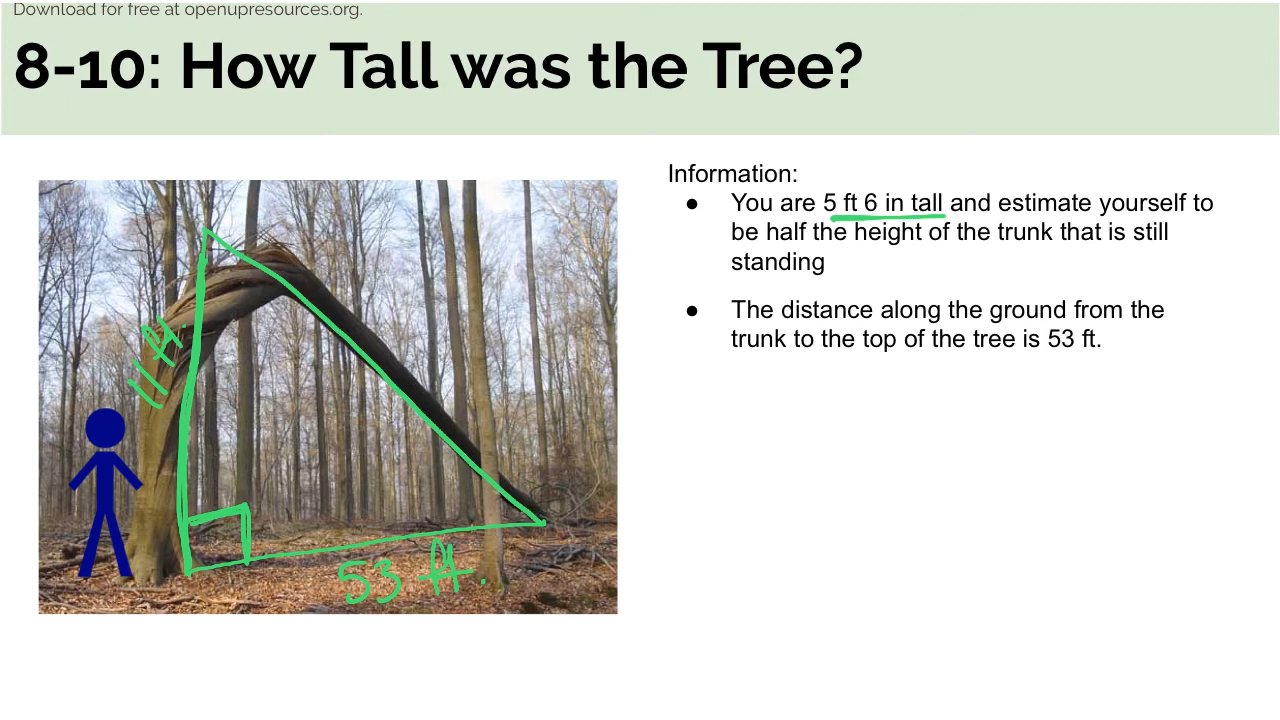 Download for free at openupresources.org.
8-10: How Tall was the Tree?
Information:
● You are 5 ft 6 in tall and estimate yourself to
be half the height of the trunk that is still
standing
● The distance along the ground from the
trunk to the top of the tree is 53 ft.
11 ft.
53 ft.